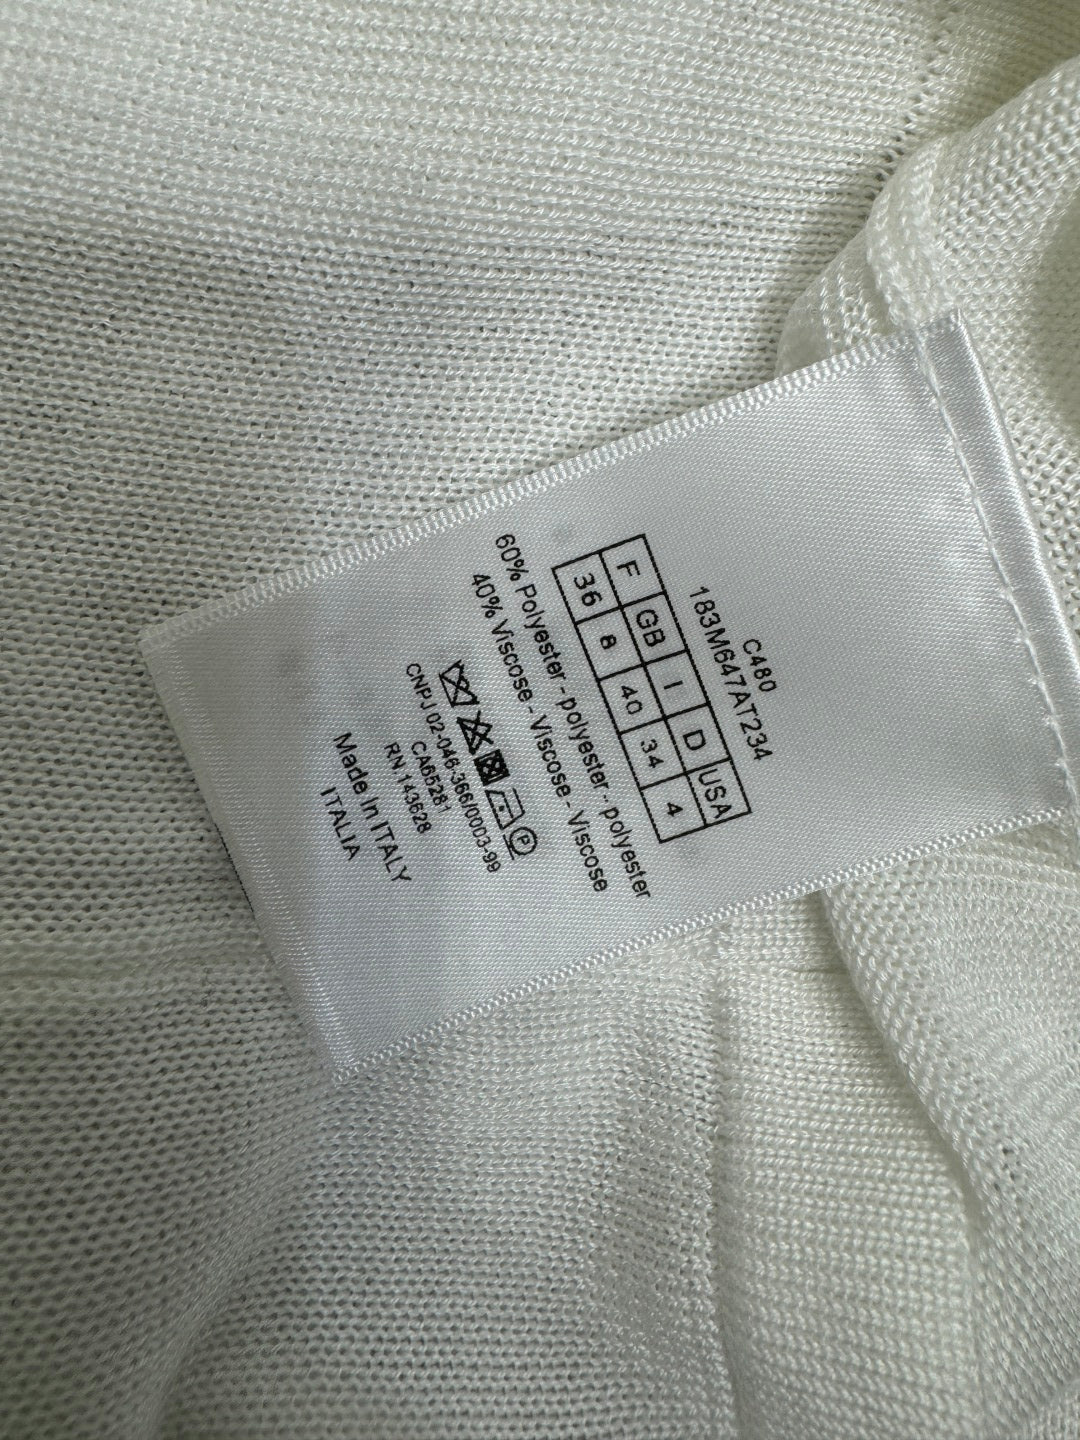 C480
183M647AT234
F GB I D USA
36 8 40 34 4
60% Polyester - polyester - polyester
40% Viscose - Viscose - Viscose
P
CNPJ 02-046-366/0003-99
CA65281
RN 143628
Made In ITALY
ITALIA